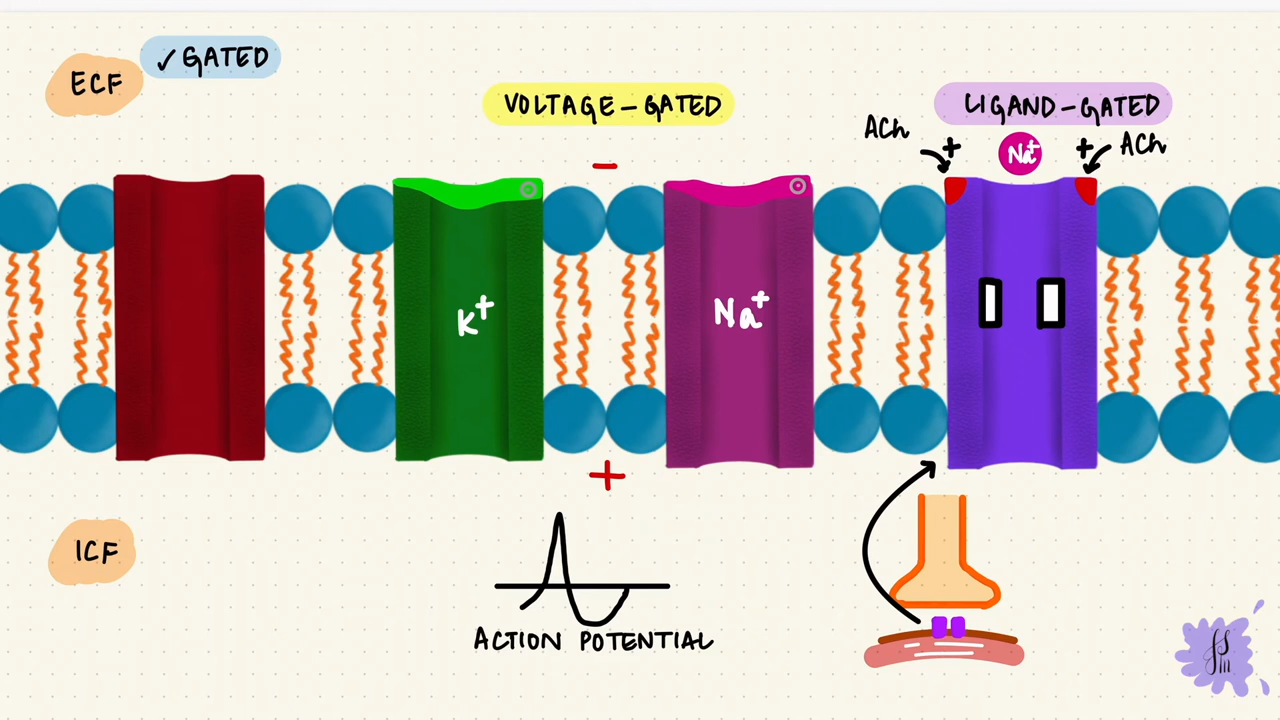 ECF
✓ GATED
VOLTAGE-GATED
LIGAND-GATED
ACh
+
Na+
+
ACh
−
K+
Na+
+
ICF
ACTION POTENTIAL